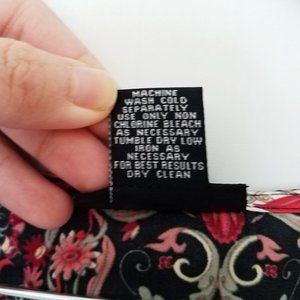 MACHINE
WASH COLD
SEPARATELY
USE ONLY NON
CHLORINE BLEACH
AS NECESSARY
TUMBLE DRY LOW
IRON AS
NECESSARY
FOR BEST RESULTS
DRY CLEAN